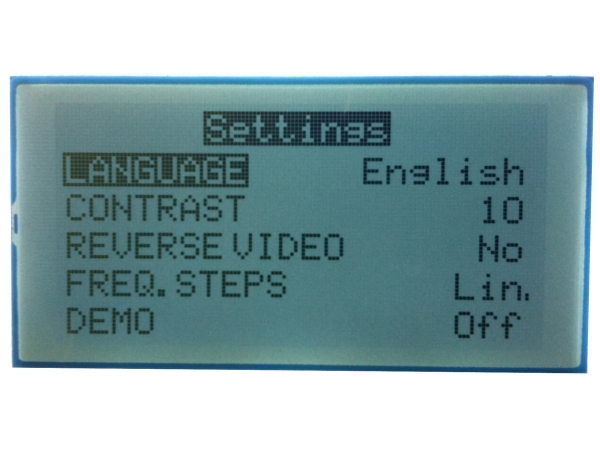 Settings
LANGUAGE English
CONTRAST 10
REVERSE VIDEO No
FREQ. STEPS Lin.
DEMO Off